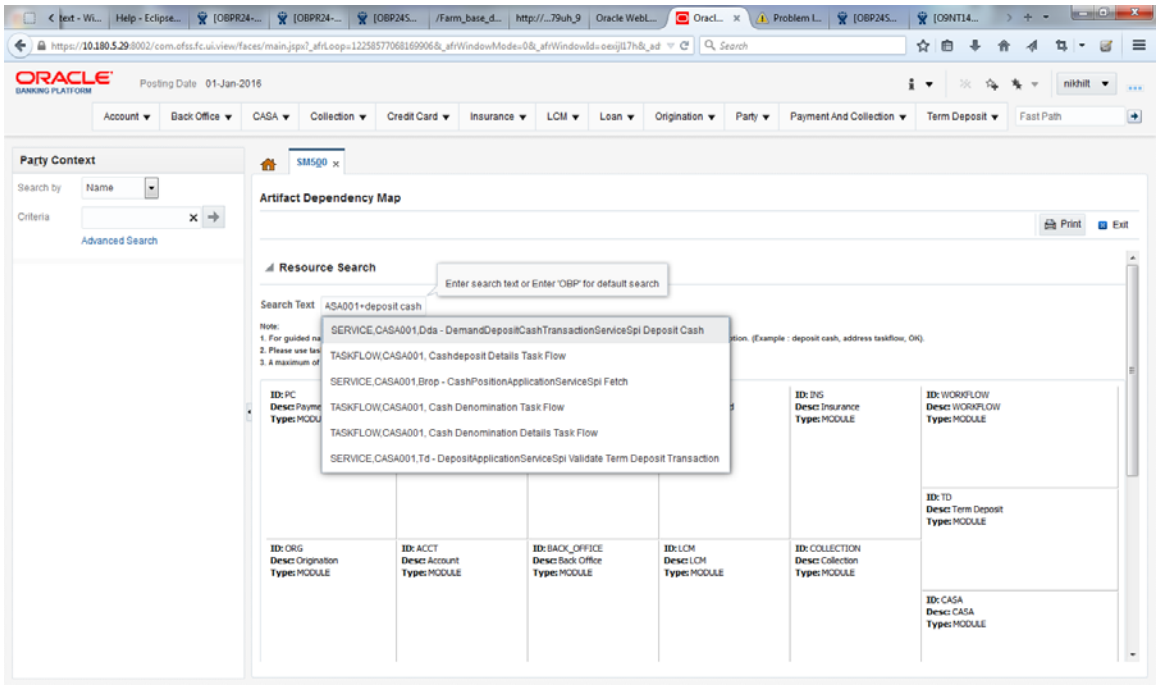 text - Wi...
Help - Eclipse...
[OBPR24-...
[OBPR24-...
[OBP245...
/Farm_base_d...
http://...79uh_9
Oracle WebL...
Oracl...
Problem l...
[OBP245...
[O9NT14...
https://10.180.5.29:8002/com.ofss.fc.ui.view/faces/main.jspx?_afrLoop=12258577068169906&_afrWindowMode=0&_afrWindowId=oexijl17h&_ad
Search
ORACLE
BANKING PLATFORM
Posting Date 01-Jan-2016
nikhilt
Account
Back Office
CASA
Collection
Credit Card
Insurance
LCM
Loan
Origination
Party
Payment And Collection
Term Deposit
Fast Path
Party Context
Search by Name
Criteria
Advanced Search
SM500 x
Artifact Dependency Map
Print
Exit
Resource Search
Enter search text or Enter 'OBP' for default search
Search Text ASA001+deposit cash
Note:
1. For guided na
ption. (Example : deposit cash, address taskflow, OK).
2. Please use tas
3. A maximum of
SERVICE,CASA001,Dda - DemandDepositCashTransactionServiceSpi Deposit Cash
TASKFLOW,CASA001, Cashdeposit Details Task Flow
SERVICE,CASA001,Brop - CashPositionApplicationServiceSpi Fetch
TASKFLOW,CASA001, Cash Denomination Task Flow
TASKFLOW,CASA001, Cash Denomination Details Task Flow
SERVICE,CASA001,Td - DepositApplicationServiceSpi Validate Term Deposit Transaction
ID: PC
Desc: Payme
Type: MODU
d
ID: INS
Desc: Insurance
Type: MODULE
ID: WORKFLOW
Desc: WORKFLOW
Type: MODULE
ID: TD
Desc: Term Deposit
Type: MODULE
ID: ORG
Desc: Origination
Type: MODULE
ID: ACCT
Desc: Account
Type: MODULE
ID: BACK_OFFICE
Desc: Back Office
Type: MODULE
ID: LCM
Desc: LCM
Type: MODULE
ID: COLLECTION
Desc: Collection
Type: MODULE
ID: CASA
Desc: CASA
Type: MODULE